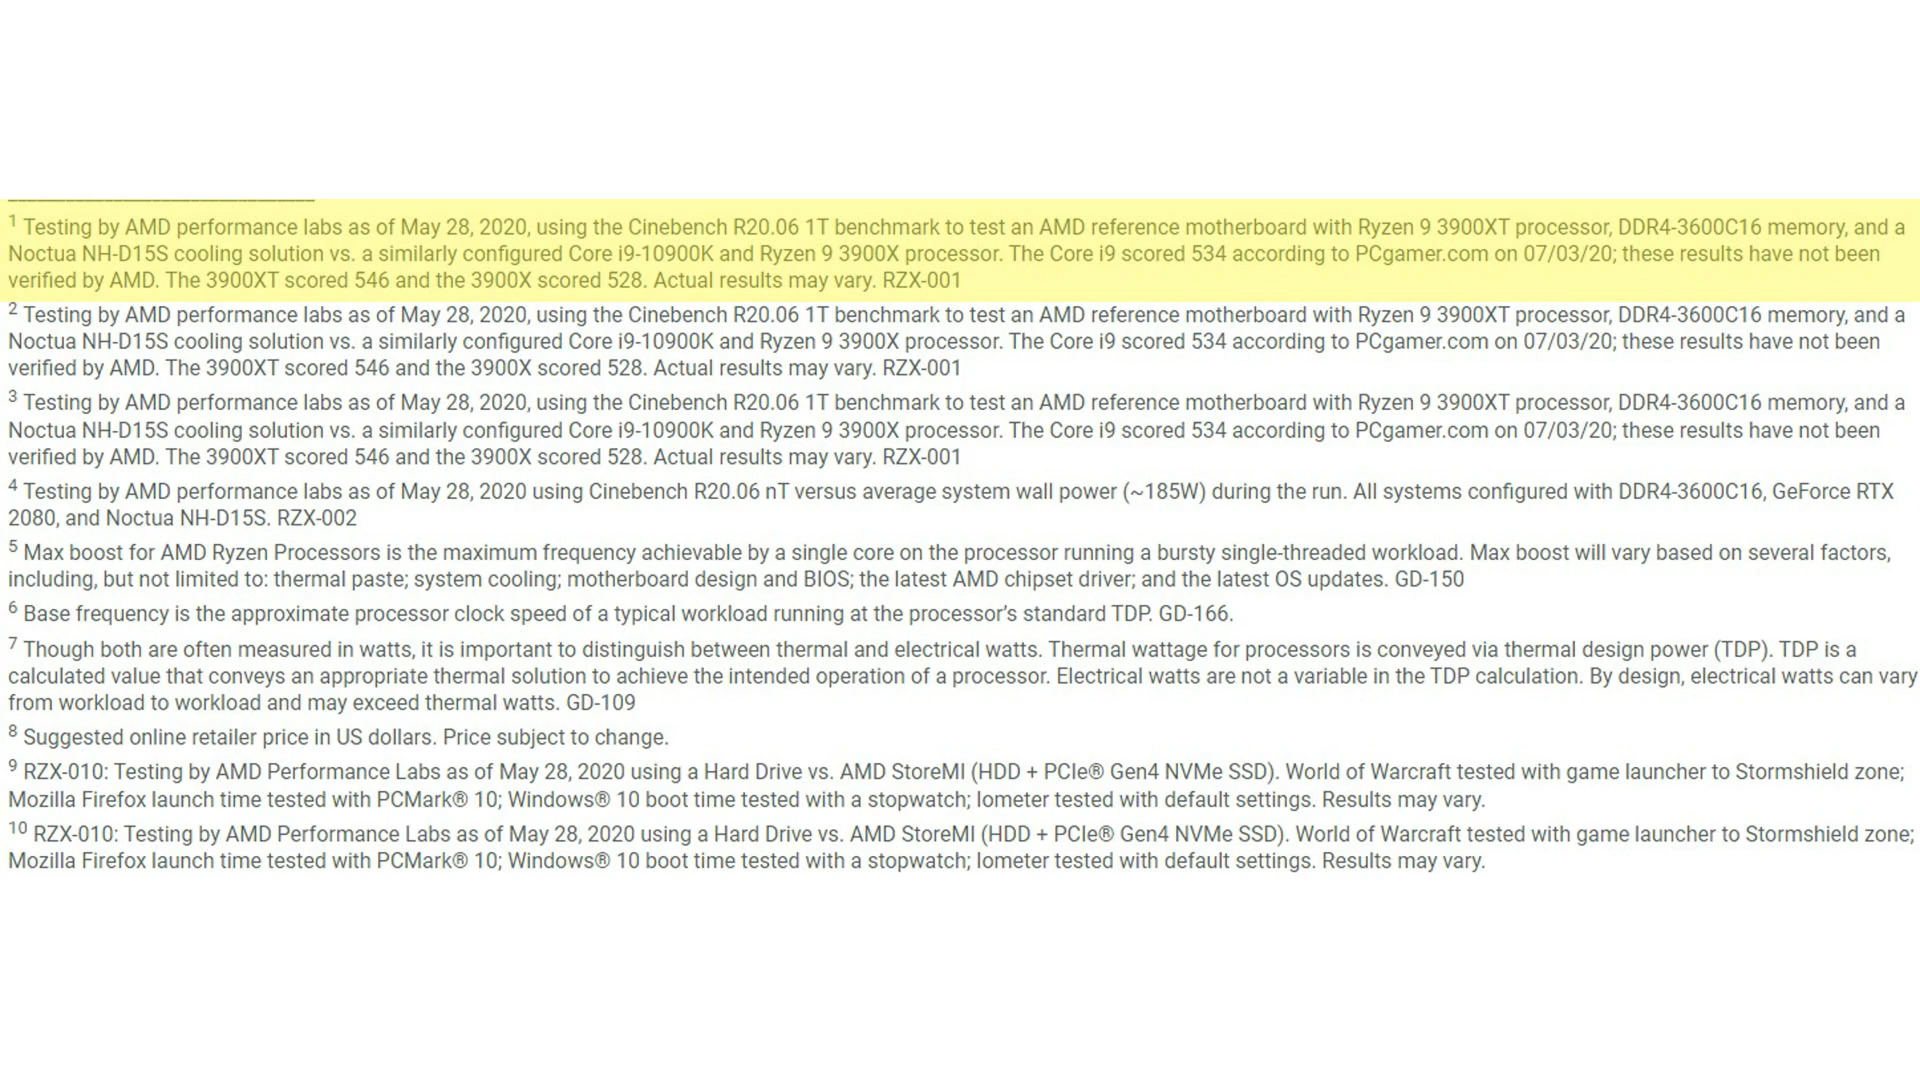 1 Testing by AMD performance labs as of May 28, 2020, using the Cinebench R20.06 1T benchmark to test an AMD reference motherboard with Ryzen 9 3900XT processor, DDR4-3600C16 memory, and a
Noctua NH-D15S cooling solution vs. a similarly configured Core i9-10900K and Ryzen 9 3900X processor. The Core i9 scored 534 according to PCgamer.com on 07/03/20; these results have not been
verified by AMD. The 3900XT scored 546 and the 3900X scored 528. Actual results may vary. RZX-001
2 Testing by AMD performance labs as of May 28, 2020, using the Cinebench R20.06 1T benchmark to test an AMD reference motherboard with Ryzen 9 3900XT processor, DDR4-3600C16 memory, and a
Noctua NH-D15S cooling solution vs. a similarly configured Core i9-10900K and Ryzen 9 3900X processor. The Core i9 scored 534 according to PCgamer.com on 07/03/20; these results have not been
verified by AMD. The 3900XT scored 546 and the 3900X scored 528. Actual results may vary. RZX-001
3 Testing by AMD performance labs as of May 28, 2020, using the Cinebench R20.06 1T benchmark to test an AMD reference motherboard with Ryzen 9 3900XT processor, DDR4-3600C16 memory, and a
Noctua NH-D15S cooling solution vs. a similarly configured Core i9-10900K and Ryzen 9 3900X processor. The Core i9 scored 534 according to PCgamer.com on 07/03/20; these results have not been
verified by AMD. The 3900XT scored 546 and the 3900X scored 528. Actual results may vary. RZX-001
4 Testing by AMD performance labs as of May 28, 2020 using Cinebench R20.06 nT versus average system wall power (~185W) during the run. All systems configured with DDR4-3600C16, GeForce RTX
2080, and Noctua NH-D15S. RZX-002
5 Max boost for AMD Ryzen Processors is the maximum frequency achievable by a single core on the processor running a bursty single-threaded workload. Max boost will vary based on several factors,
including, but not limited to: thermal paste; system cooling; motherboard design and BIOS; the latest AMD chipset driver; and the latest OS updates. GD-150
6 Base frequency is the approximate processor clock speed of a typical workload running at the processor’s standard TDP. GD-166.
7 Though both are often measured in watts, it is important to distinguish between thermal and electrical watts. Thermal wattage for processors is conveyed via thermal design power (TDP). TDP is a
calculated value that conveys an appropriate thermal solution to achieve the intended operation of a processor. Electrical watts are not a variable in the TDP calculation. By design, electrical watts can vary
from workload to workload and may exceed thermal watts. GD-109
8 Suggested online retailer price in US dollars. Price subject to change.
9 RZX-010: Testing by AMD Performance Labs as of May 28, 2020 using a Hard Drive vs. AMD StoreMI (HDD + PCIe® Gen4 NVMe SSD). World of Warcraft tested with game launcher to Stormshield zone;
Mozilla Firefox launch time tested with PCMark® 10; Windows® 10 boot time tested with a stopwatch; Iometer tested with default settings. Results may vary.
10 RZX-010: Testing by AMD Performance Labs as of May 28, 2020 using a Hard Drive vs. AMD StoreMI (HDD + PCIe® Gen4 NVMe SSD). World of Warcraft tested with game launcher to Stormshield zone;
Mozilla Firefox launch time tested with PCMark® 10; Windows® 10 boot time tested with a stopwatch; Iometer tested with default settings. Results may vary.